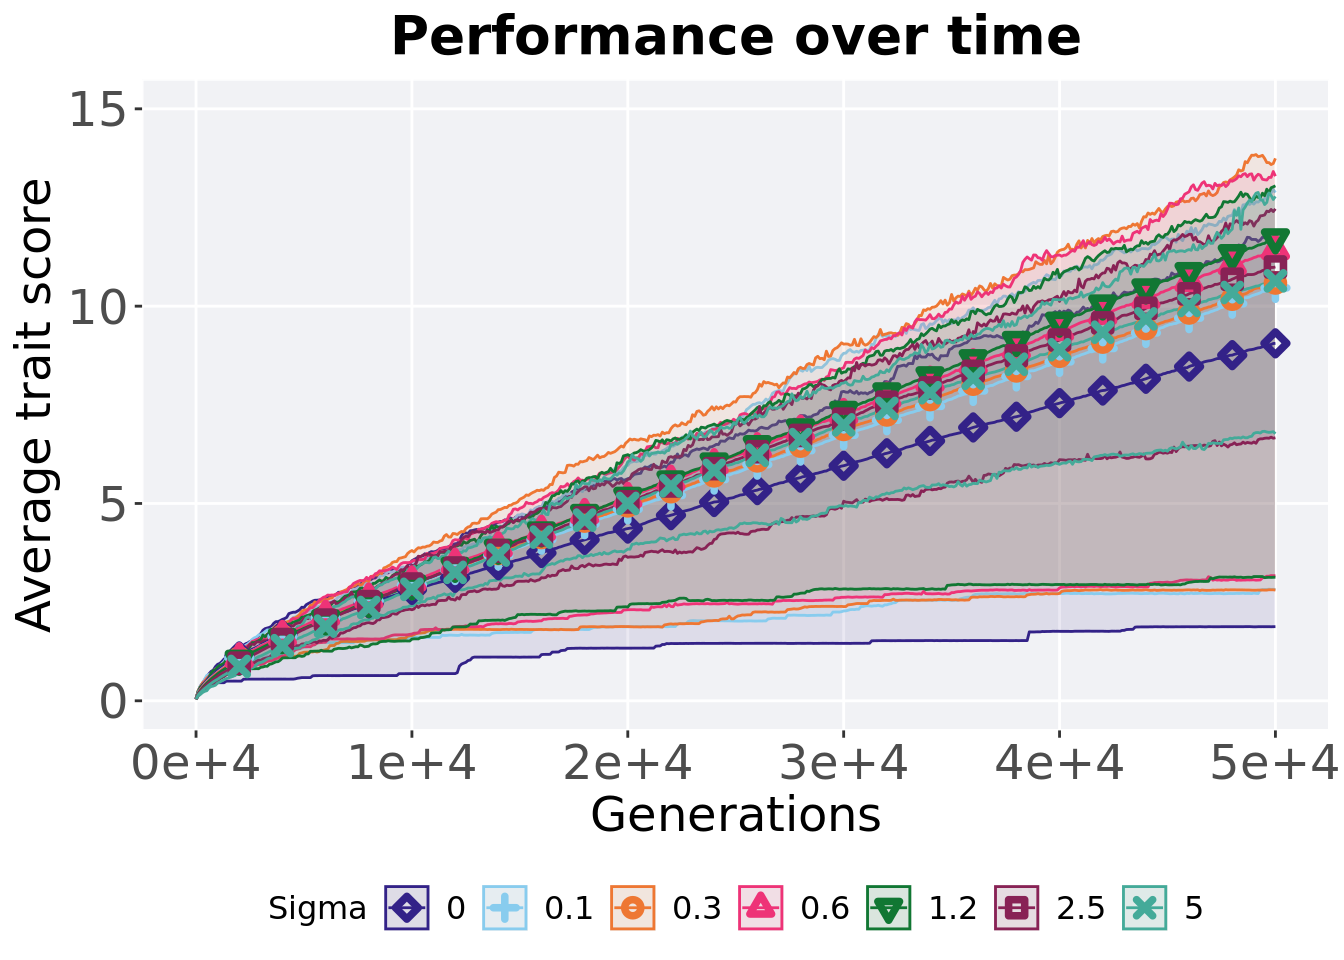 Performance over time
15
10
5
0
Average trait score
0e+4 1e+4 2e+4 3e+4 4e+4 5e+4
Generations
Sigma 0 0.1 0.3 0.6 1.2 2.5 5